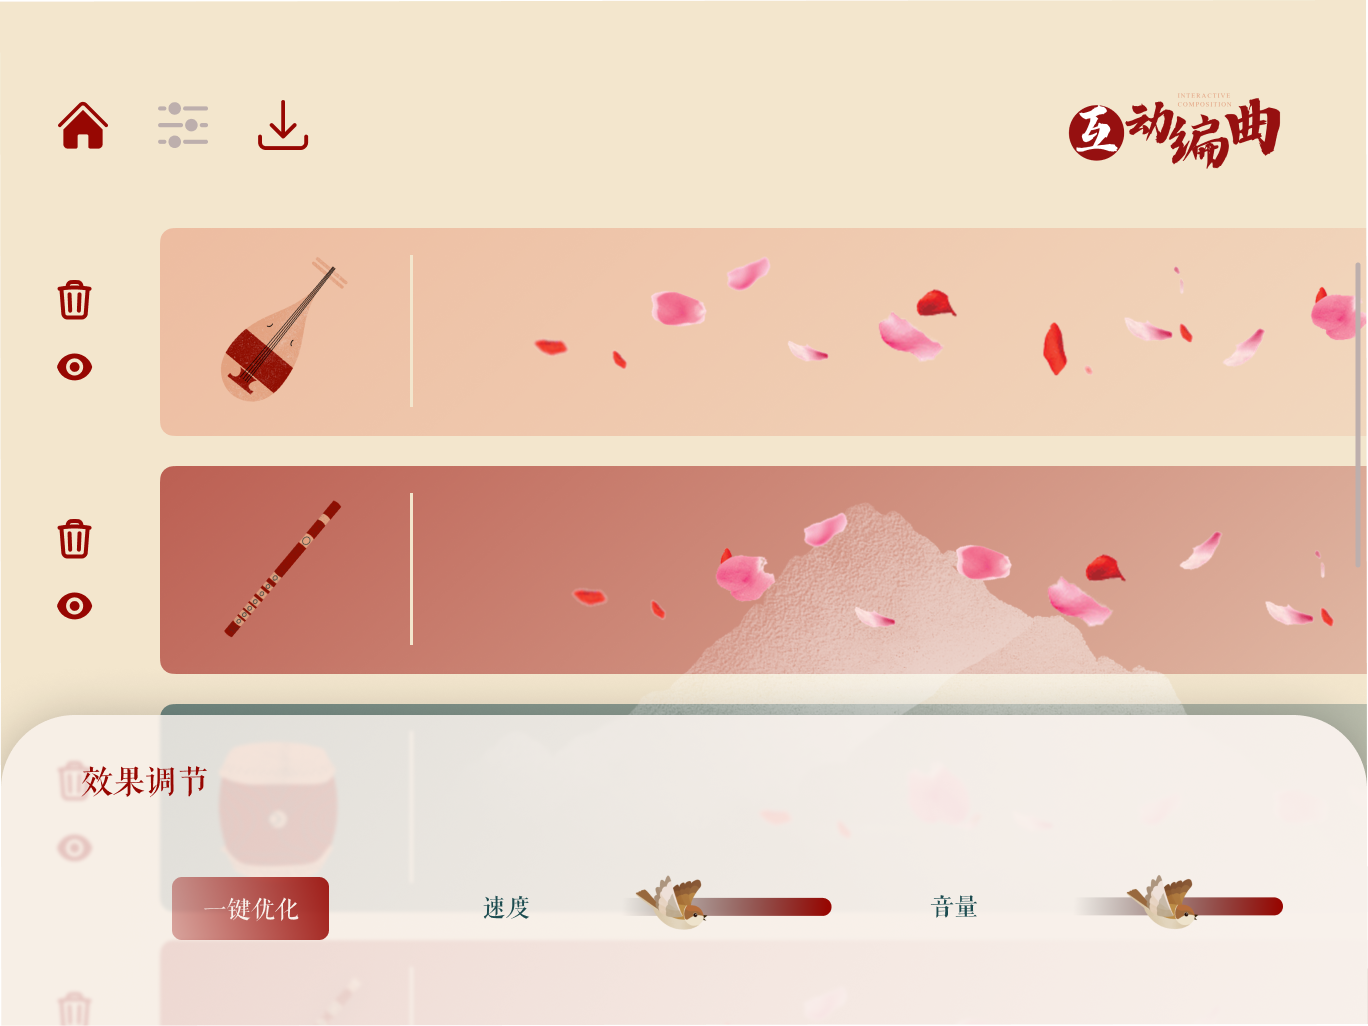 INTERACTIVE
COMPOSITION
互动编曲
效果调节
一键优化
速度
音量